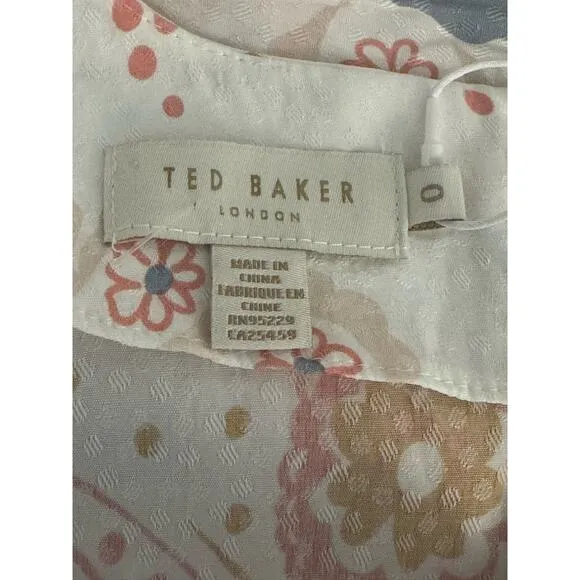 TED BAKER
LONDON
0
MADE IN
CHINA
FABRIQUE EN
CHINE
RN95229
CA25459